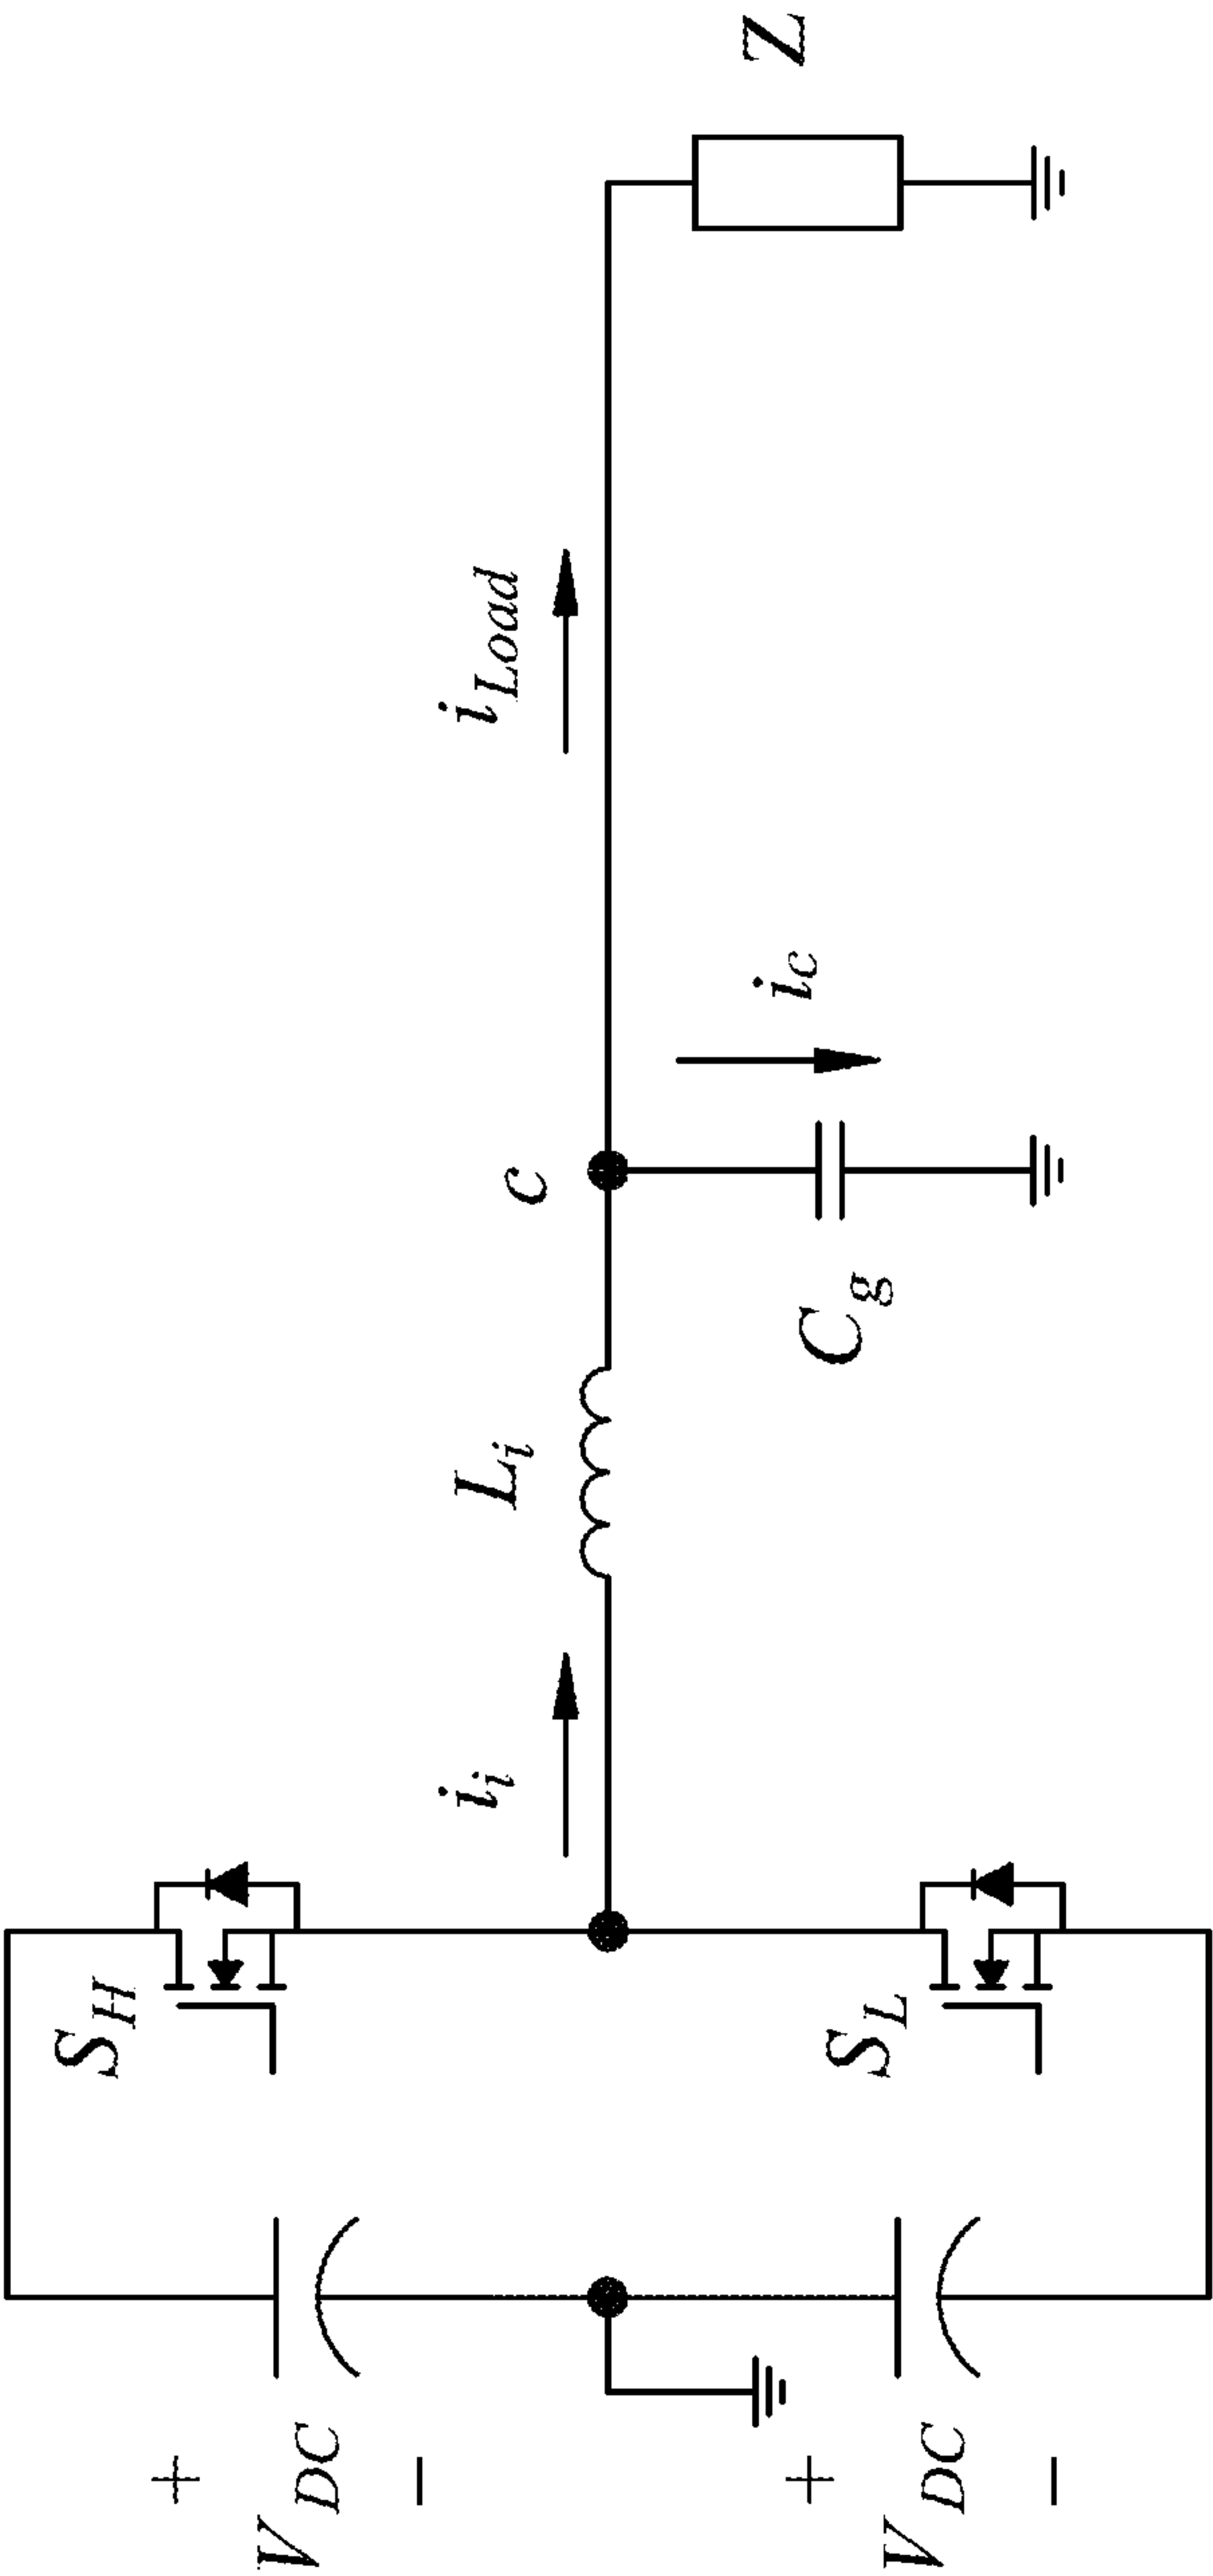 +
V_DC
−
+
V_DC
−
S_H
S_L
i_i
L_i
c
C_g
i_c
i_Load
Z